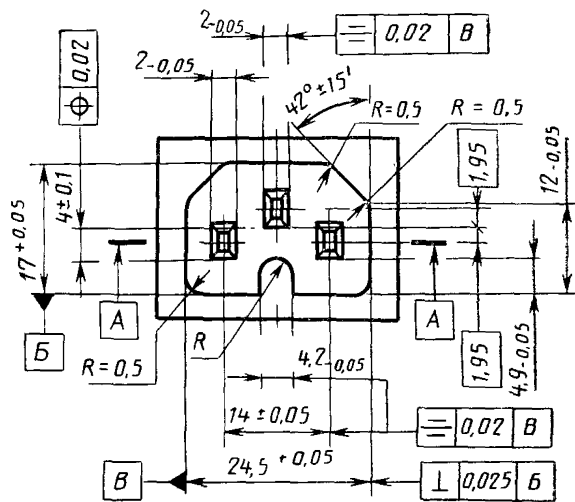 2-0,05
⌯ 0,02 В
⌖ 0,02
2-0,05
42°±15'
R=0,5
R = 0,5
1,95
12-0,05
4±0,1
17+0,05
А
А
Б
R=0,5
R
4,2-0,05
1,95
4,9-0,05
14±0,05
⌯ 0,02 В
В
24,5+0,05
⊥ 0,025 Б